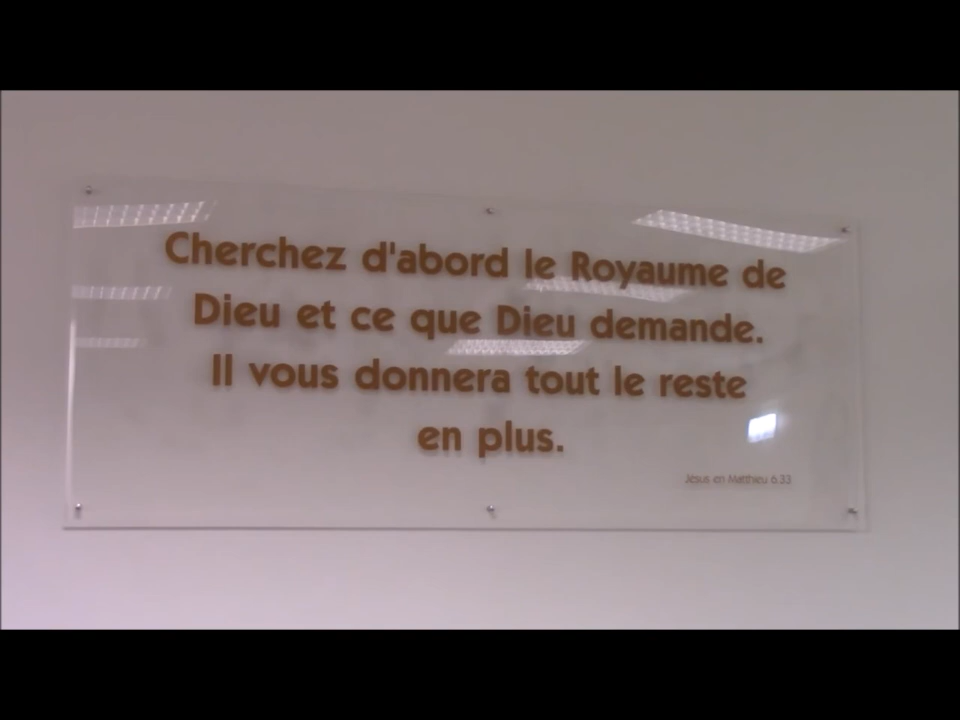 Cherchez d'abord le Royaume de
Dieu et ce que Dieu demande.
Il vous donnera tout le reste
en plus.
Jésus en Matthieu 6.33